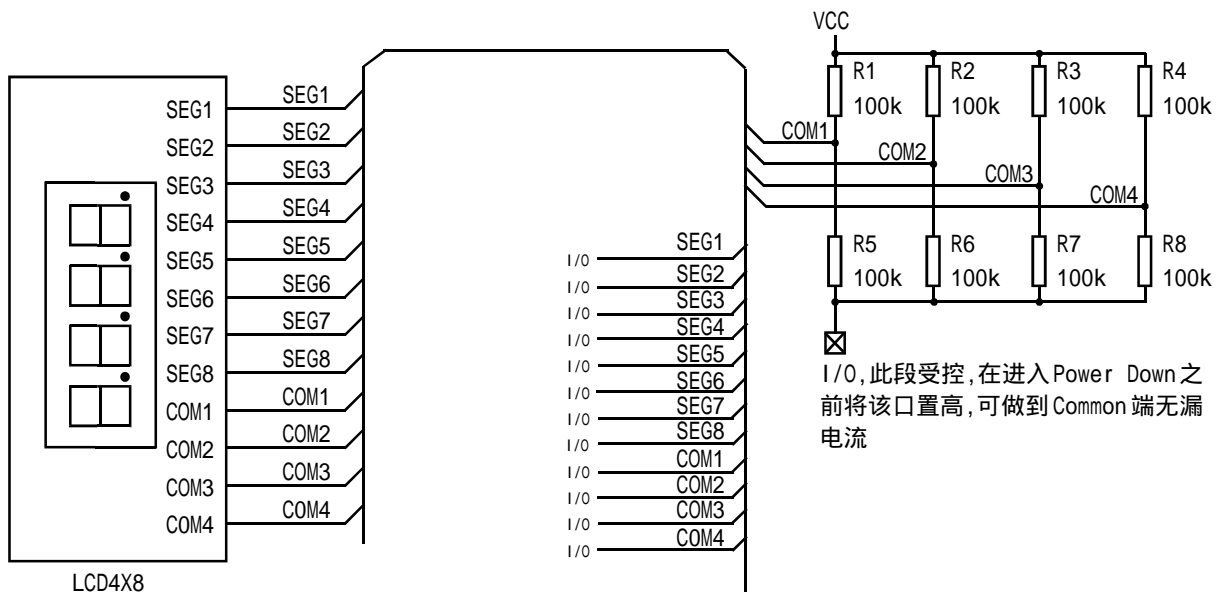 VCC
R1
100k
R2
100k
R3
100k
R4
100k
COM1
COM2
COM3
COM4
R5
100k
R6
100k
R7
100k
R8
100k
I/O,此段受控,在进入Power Down之
前将该口置高,可做到Common端无漏
电流
SEG1 SEG1
SEG2 SEG2
SEG3 SEG3
SEG4 SEG4
SEG5 SEG5
SEG6 SEG6
SEG7 SEG7
SEG8 SEG8
COM1 COM1
COM2 COM2
COM3 COM3
COM4 COM4
LCD4X8
I/O SEG1
I/O SEG2
I/O SEG3
I/O SEG4
I/O SEG5
I/O SEG6
I/O SEG7
I/O SEG8
I/O COM1
I/O COM2
I/O COM3
I/O COM4